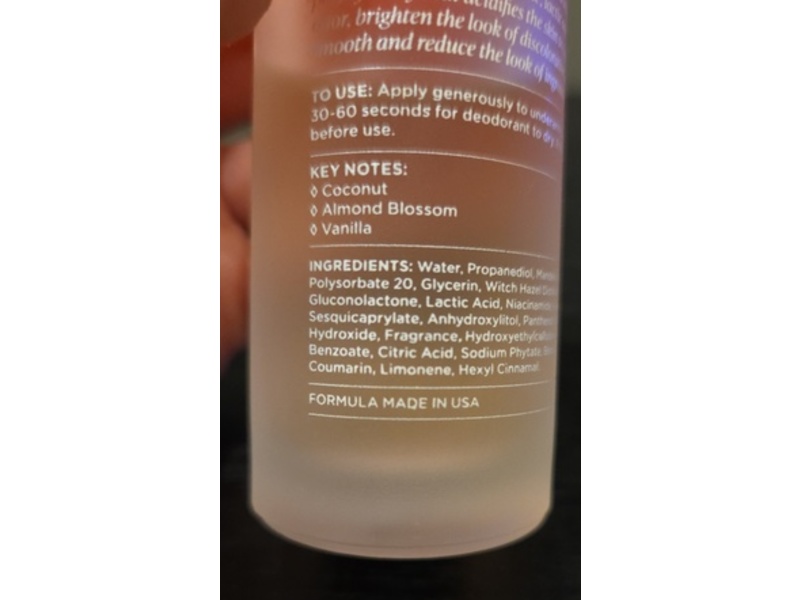 acidifies the
brighten the look of
smooth and reduce the look of
TO USE: Apply generously to
30-60 seconds for deodorant to dry
before use.
KEY NOTES:
◊ Coconut
◊ Almond Blossom
◊ Vanilla
INGREDIENTS: Water, Propanediol,
Polysorbate 20, Glycerin, Witch Hazel
Gluconolactone, Lactic Acid, Niacinamide
Sesquicaprylate, Anhydroxylitol,
Hydroxide, Fragrance,
Benzoate, Citric Acid, Sodium Phytate,
Coumarin, Limonene, Hexyl Cinnamal
FORMULA MADE IN USA